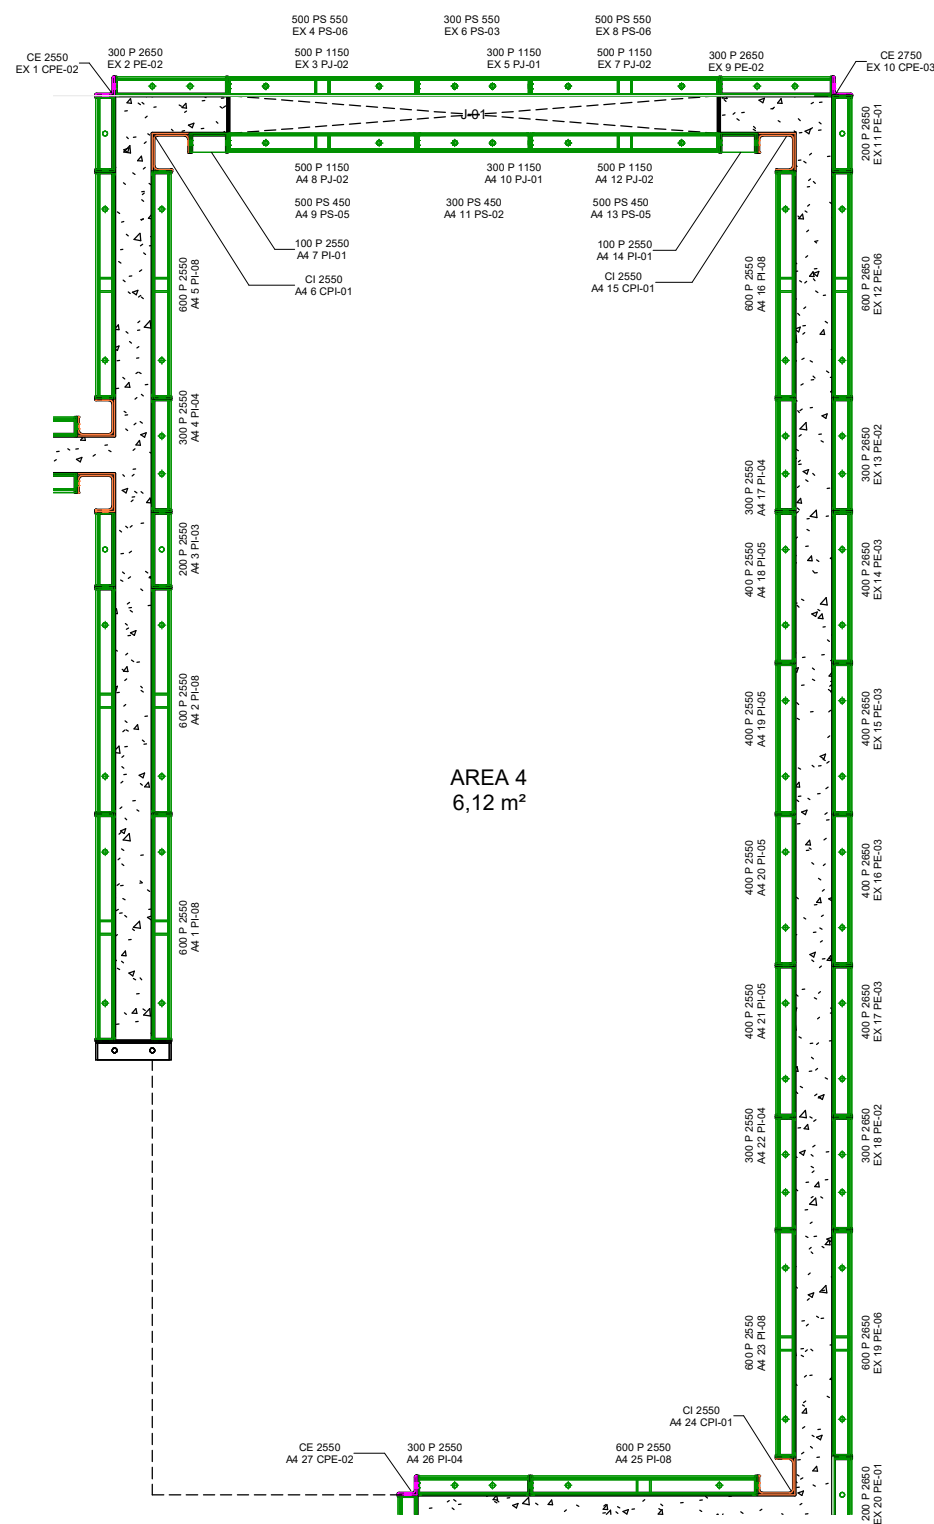 500 PS 550
EX 4 PS-06
300 PS 550
EX 6 PS-03
500 PS 550
EX 8 PS-06
CE 2550
EX 1 CPE-02
300 P 2650
EX 2 PE-02
500 P 1150
EX 3 PJ-02
300 P 1150
EX 5 PJ-01
500 P 1150
EX 7 PJ-02
300 P 2650
EX 9 PE-02
CE 2750
EX 10 CPE-03
J-01
200 P 2650
EX 11 PE-01
500 P 1150
A4 8 PJ-02
300 P 1150
A4 10 PJ-01
500 P 1150
A4 12 PJ-02
500 PS 450
A4 9 PS-05
300 PS 450
A4 11 PS-02
500 PS 450
A4 13 PS-05
100 P 2550
A4 7 PI-01
100 P 2550
A4 14 PI-01
CI 2550
A4 6 CPI-01
CI 2550
A4 15 CPI-01
600 P 2550
A4 5 PI-08
600 P 2550
A4 16 PI-08
600 P 2650
EX 12 PE-06
300 P 2550
A4 4 PI-04
300 P 2550
A4 17 PI-04
300 P 2650
EX 13 PE-02
200 P 2550
A4 3 PI-03
400 P 2550
A4 18 PI-05
400 P 2650
EX 14 PE-03
600 P 2550
A4 2 PI-08
400 P 2550
A4 19 PI-05
400 P 2650
EX 15 PE-03
AREA 4
6,12 m²
400 P 2550
A4 20 PI-05
400 P 2650
EX 16 PE-03
600 P 2550
A4 1 PI-08
400 P 2550
A4 21 PI-05
400 P 2650
EX 17 PE-03
300 P 2550
A4 22 PI-04
300 P 2650
EX 18 PE-02
600 P 2550
A4 23 PI-08
600 P 2650
EX 19 PE-06
CI 2550
A4 24 CPI-01
CE 2550
A4 27 CPE-02
300 P 2550
A4 26 PI-04
600 P 2550
A4 25 PI-08
200 P 2650
EX 20 PE-01